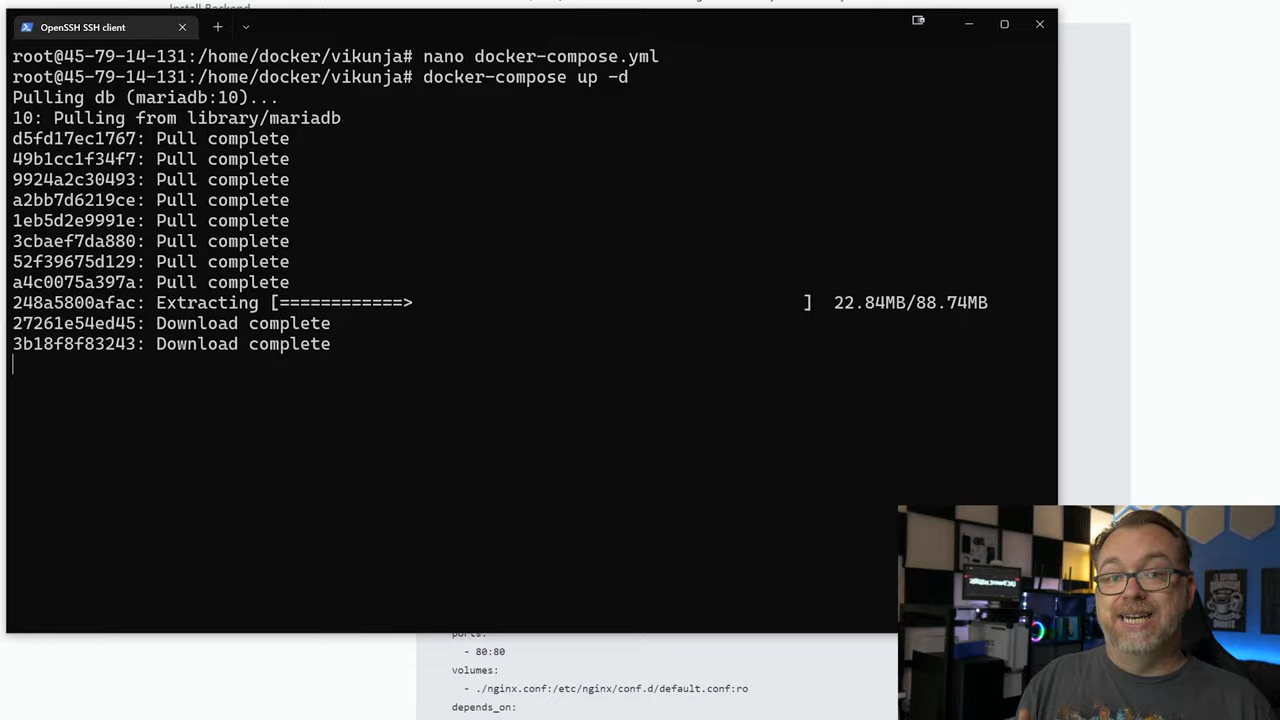 Install Backend
OpenSSH SSH client
root@45-79-14-131:/home/docker/vikunja# nano docker-compose.yml
root@45-79-14-131:/home/docker/vikunja# docker-compose up -d
Pulling db (mariadb:10)...
10: Pulling from library/mariadb
d5fd17ec1767: Pull complete
49b1cc1f34f7: Pull complete
9924a2c30493: Pull complete
a2bb7d6219ce: Pull complete
1eb5d2e9991e: Pull complete
3cbaef7da880: Pull complete
52f39675d129: Pull complete
a4c0075a397a: Pull complete
248a5800afac: Extracting [============> ] 22.84MB/88.74MB
27261e54ed45: Download complete
3b18f8f83243: Download complete
ports:
- 80:80
volumes:
- ./nginx.conf:/etc/nginx/conf.d/default.conf:ro
depends_on: